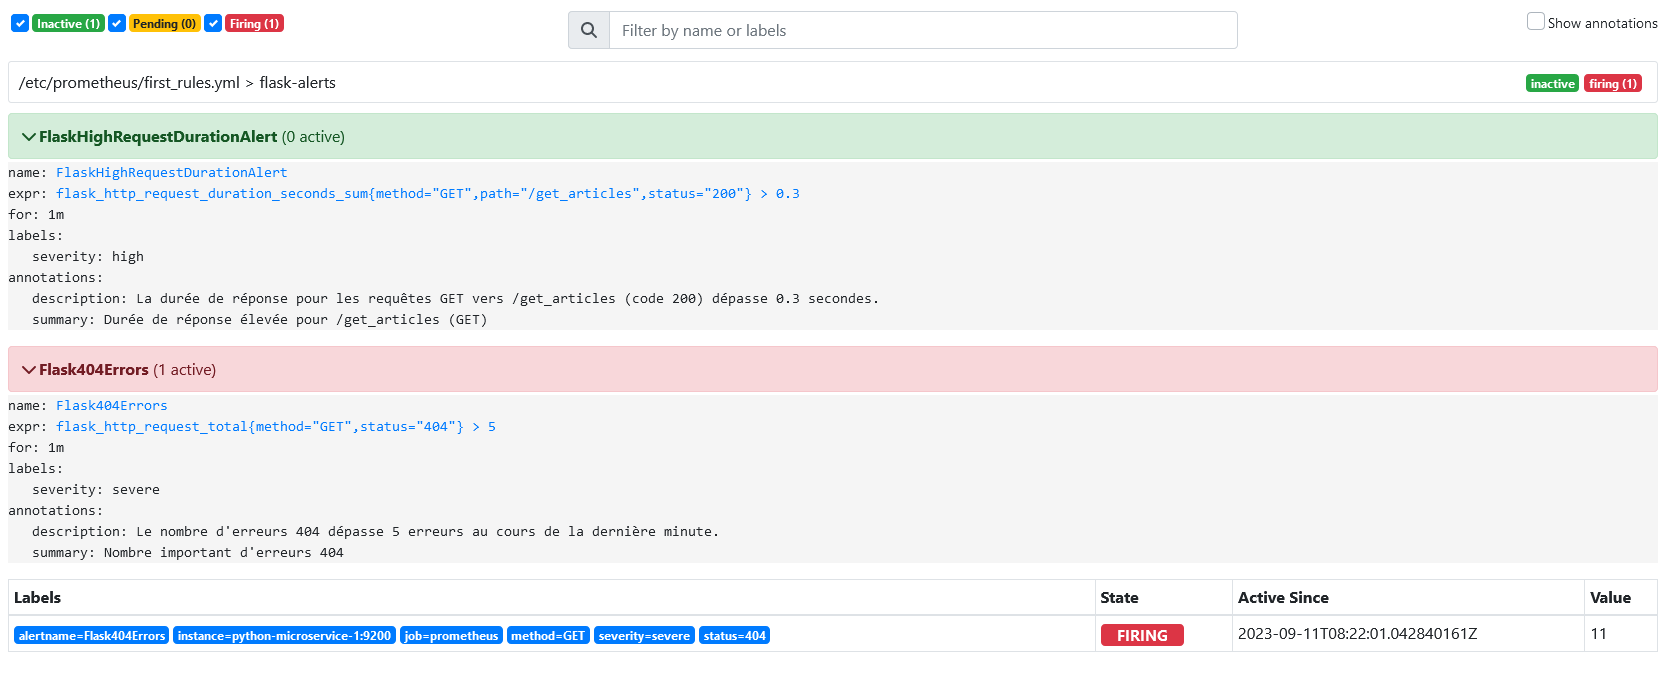 Inactive (1) Pending (0) Firing (1) Filter by name or labels Show annotations
/etc/prometheus/first_rules.yml > flask-alerts inactive firing (1)
FlaskHighRequestDurationAlert (0 active)
name: FlaskHighRequestDurationAlert
expr: flask_http_request_duration_seconds_sum{method="GET",path="/get_articles",status="200"} > 0.3
for: 1m
labels:
severity: high
annotations:
description: La durée de réponse pour les requêtes GET vers /get_articles (code 200) dépasse 0.3 secondes.
summary: Durée de réponse élevée pour /get_articles (GET)
Flask404Errors (1 active)
name: Flask404Errors
expr: flask_http_request_total{method="GET",status="404"} > 5
for: 1m
labels:
severity: severe
annotations:
description: Le nombre d'erreurs 404 dépasse 5 erreurs au cours de la dernière minute.
summary: Nombre important d'erreurs 404
Labels State Active Since Value
alertname=Flask404Errors instance=python-microservice-1:9200 job=prometheus method=GET severity=severe status=404 FIRING 2023-09-11T08:22:01.042840161Z 11